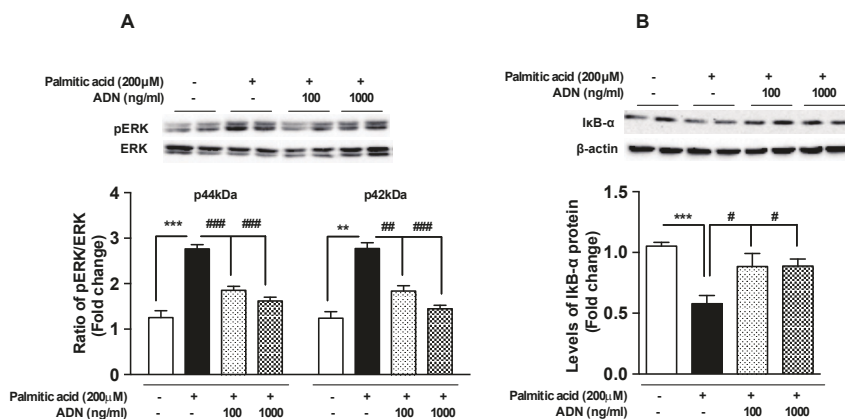 A
Palmitic acid (200μM) - + + +
ADN (ng/ml) - - 100 1000
pERK
ERK
p44kDa p42kDa
Ratio of pERK/ERK
(Fold change)
4
3
2
1
0
*** ### ###
** ## ###
Palmitic acid (200μM) - + + + - + + +
ADN (ng/ml) - - 100 1000 - - 100 1000
B
Palmitic acid (200μM) - + + +
ADN (ng/ml) - - 100 1000
IκB-α
β-actin
Levels of IkB-α protein
(Fold change)
1.5
1.0
0.5
0.0
*** # #
Palmitic acid (200μM) - + + +
ADN (ng/ml) - - 100 1000